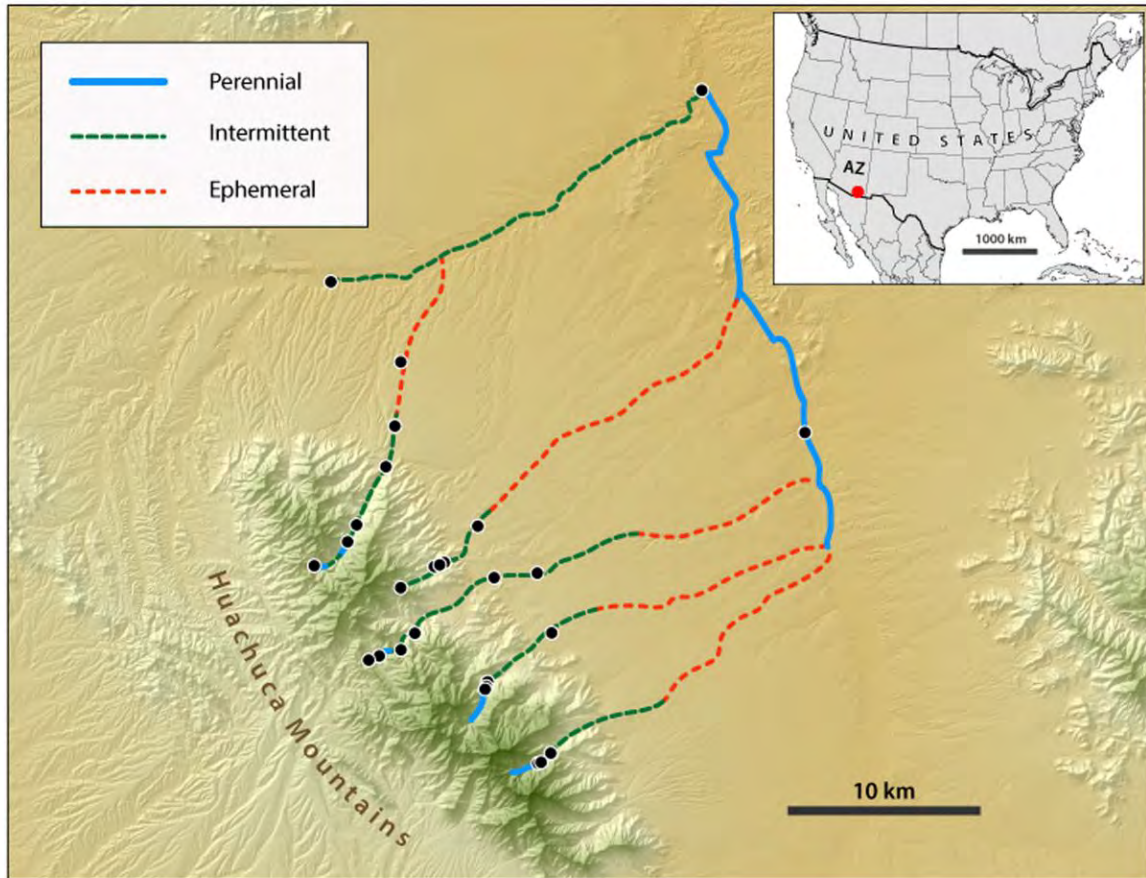 Perennial
Intermittent
Ephemeral
UNITED STATES
AZ
1000 km
Huachuca Mountains
10 km